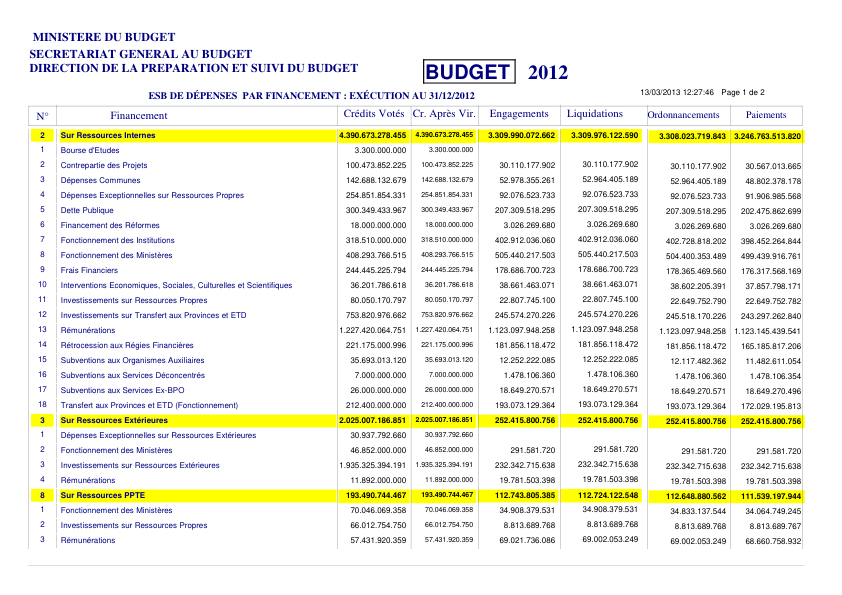 MINISTERE DU BUDGET
SECRETARIAT GENERAL AU BUDGET
DIRECTION DE LA PREPARATION ET SUIVI DU BUDGET
BUDGET 2012
ESB DE DÉPENSES PAR FINANCEMENT : EXÉCUTION AU 31/12/2012
13/03/2013 12:27:46 Page 1 de 2
N° Financement Crédits Votés Cr. Après Vir. Engagements Liquidations Ordonnancements Paiements
2 Sur Ressources Internes 4.390.673.278.455 4.390.673.278.455 3.309.990.072.662 3.309.976.122.590 3.308.023.719.843 3.246.763.513.820
1 Bourse d'Etudes 3.300.000.000 3.300.000.000
2 Contrepartie des Projets 100.473.852.225 100.473.852.225 30.110.177.902 30.110.177.902 30.110.177.902 30.567.013.665
3 Dépenses Communes 142.688.132.679 142.688.132.679 52.978.355.261 52.964.405.189 52.964.405.189 48.802.378.178
4 Dépenses Exceptionnelles sur Ressources Propres 254.851.854.331 254.851.854.331 92.076.523.733 92.076.523.733 92.076.523.733 91.906.985.568
5 Dette Publique 300.349.433.967 300.349.433.967 207.309.518.295 207.309.518.295 207.309.518.295 202.475.862.699
6 Financement des Réformes 18.000.000.000 18.000.000.000 3.026.269.680 3.026.269.680 3.026.269.680 3.026.269.680
7 Fonctionnement des Institutions 318.510.000.000 318.510.000.000 402.912.036.060 402.912.036.060 402.728.818.202 398.452.264.844
8 Fonctionnement des Ministères 408.293.766.515 408.293.766.515 505.440.217.503 505.440.217.503 504.400.353.489 499.439.916.761
9 Frais Financiers 244.445.225.794 244.445.225.794 178.686.700.723 178.686.700.723 178.365.469.560 176.317.568.169
10 Interventions Economiques, Sociales, Culturelles et Scientifiques 36.201.786.618 36.201.786.618 38.661.463.071 38.661.463.071 38.602.205.391 37.857.798.171
11 Investissements sur Ressources Propres 80.050.170.797 80.050.170.797 22.807.745.100 22.807.745.100 22.649.752.790 22.649.752.782
12 Investissements sur Transfert aux Provinces et ETD 753.820.976.662 753.820.976.662 245.574.270.226 245.574.270.226 245.518.170.226 243.297.262.840
13 Rémunérations 1.227.420.064.751 1.227.420.064.751 1.123.097.948.258 1.123.097.948.258 1.123.097.948.258 1.123.145.439.541
14 Rétrocession aux Régies Financières 221.175.000.996 221.175.000.996 181.856.118.472 181.856.118.472 181.856.118.472 165.185.817.206
15 Subventions aux Organismes Auxiliaires 35.693.013.120 35.693.013.120 12.252.222.085 12.252.222.085 12.117.482.362 11.482.611.054
16 Subventions aux Services Déconcentrés 7.000.000.000 7.000.000.000 1.478.106.360 1.478.106.360 1.478.106.360 1.478.106.354
17 Subventions aux Services Ex-BPO 26.000.000.000 26.000.000.000 18.649.270.571 18.649.270.571 18.649.270.571 18.649.270.496
18 Transfert aux Provinces et ETD (Fonctionnement) 212.400.000.000 212.400.000.000 193.073.129.364 193.073.129.364 193.073.129.364 172.029.195.813
3 Sur Ressources Extérieures 2.025.007.186.851 2.025.007.186.851 252.415.800.756 252.415.800.756 252.415.800.756 252.415.800.756
1 Dépenses Exceptionnelles sur Ressources Extérieures 30.937.792.660 30.937.792.660
2 Fonctionnement des Ministères 46.852.000.000 46.852.000.000 291.581.720 291.581.720 291.581.720 291.581.720
3 Investissements sur Ressources Extérieures 1.935.325.394.191 1.935.325.394.191 232.342.715.638 232.342.715.638 232.342.715.638 232.342.715.638
4 Rémunérations 11.892.000.000 11.892.000.000 19.781.503.398 19.781.503.398 19.781.503.398 19.781.503.398
8 Sur Ressources PPTE 193.490.744.467 193.490.744.467 112.743.805.385 112.724.122.548 112.648.880.562 111.539.197.944
1 Fonctionnement des Ministères 70.046.069.358 70.046.069.358 34.908.379.531 34.908.379.531 34.833.137.544 34.064.749.245
2 Investissements sur Ressources Propres 66.012.754.750 66.012.754.750 8.813.689.768 8.813.689.768 8.813.689.768 8.813.689.767
3 Rémunérations 57.431.920.359 57.431.920.359 69.021.736.086 69.002.053.249 69.002.053.249 68.660.758.932